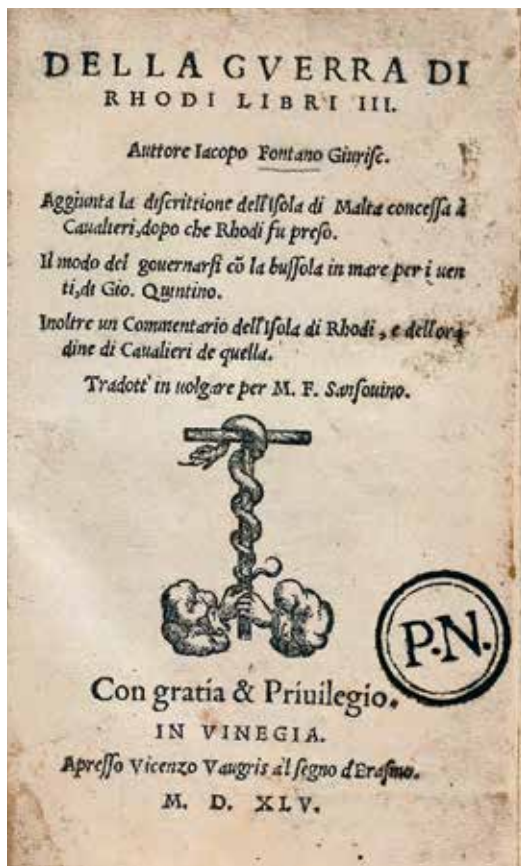 DELLA GVERRA DI
RHODI LIBRI III.
Auttore Iacopo Fontano Giurisc.
Aggiunta la discrittione dell'Isola di Malta concessa à
Caualieri, dopo che Rhodi fu preso.
Il modo del gouernarsi cō la bussola in mare per i uen
ti, di Gio. Quintino.
Inoltre un Commentario dell'Isola di Rhodi, e dell'or
dine di Caualieri de quella.
Tradott' in uolgare per M. F. Sansouino.
P.N.
Con gratia & Priuilegio.
IN VINEGIA.
Apresso Vicenzo Vaugris a'l segno d'Erasmo.
M. D. XLV.